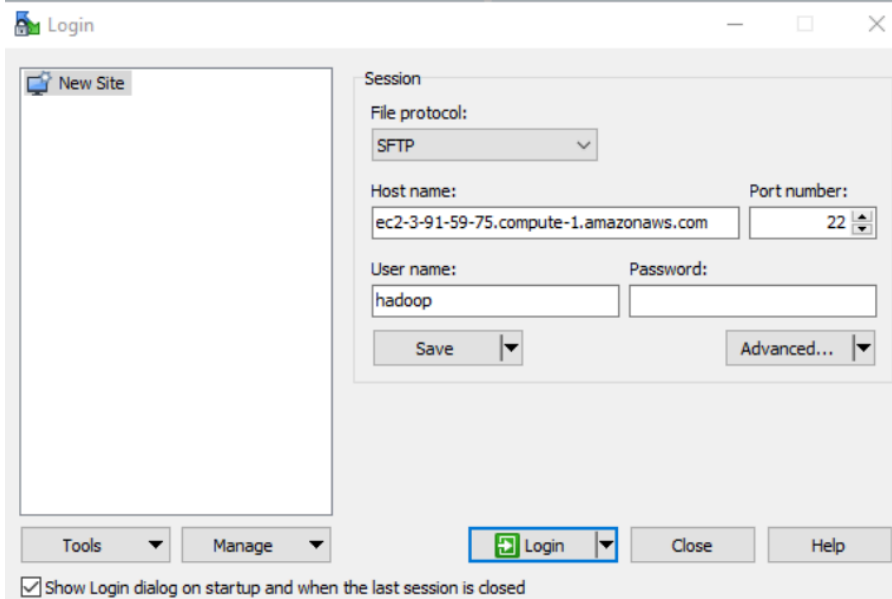 Login
New Site
Session
File protocol:
SFTP
Host name: Port number:
ec2-3-91-59-75.compute-1.amazonaws.com 22
User name: Password:
hadoop
Save Advanced...
Tools Manage Login Close Help
Show Login dialog on startup and when the last session is closed